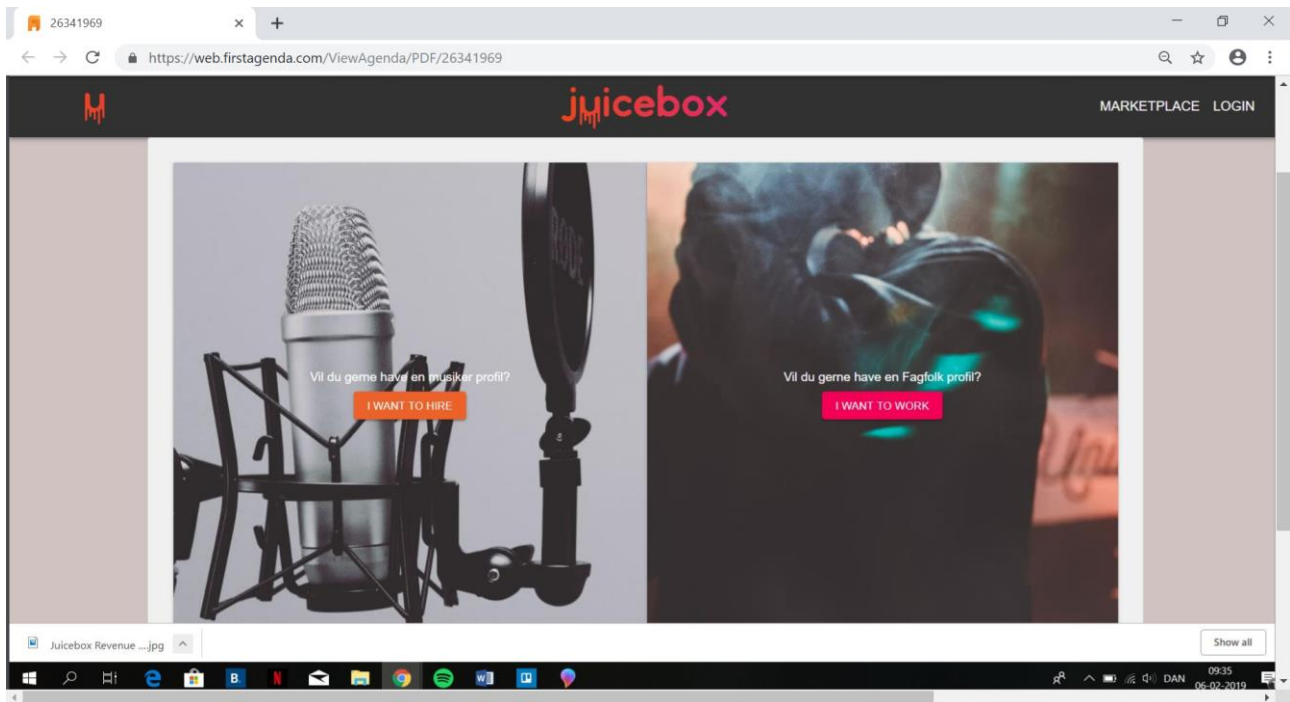 26341969
https://web.firstagenda.com/ViewAgenda/PDF/26341969
juicebox
MARKETPLACE LOGIN
RODE
Vil du gerne have en musiker profil?
I WANT TO HIRE
Vil du gerne have en Fagfolk profil?
I WANT TO WORK
Juicebox Revenue ....jpg
Show all
B.
N
W
DAN
09:35
06-02-2019